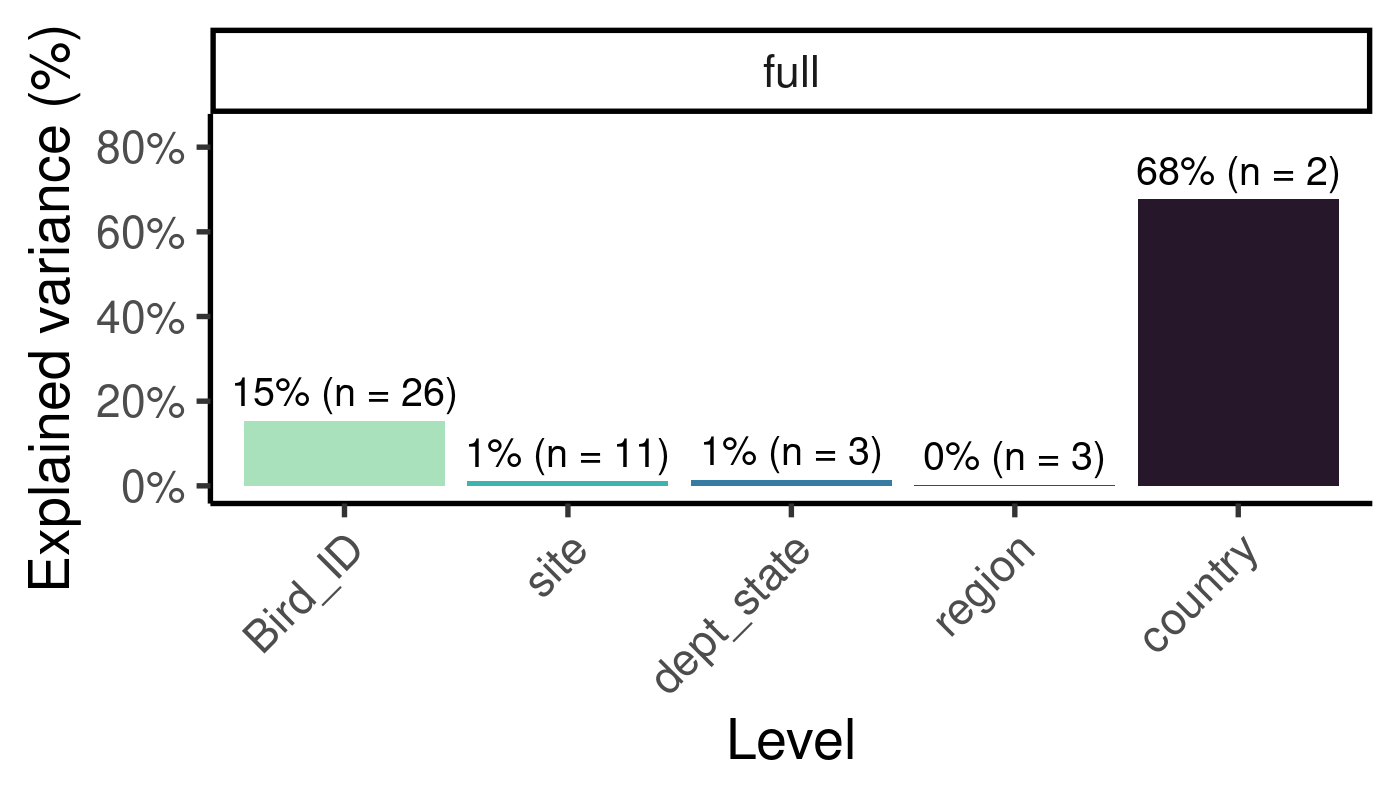 full
Explained variance (%)
80%
60%
40%
20%
0%
15% (n = 26)
1% (n = 11)
1% (n = 3)
0% (n = 3)
68% (n = 2)
Bird_ID
site
dept_state
region
country
Level